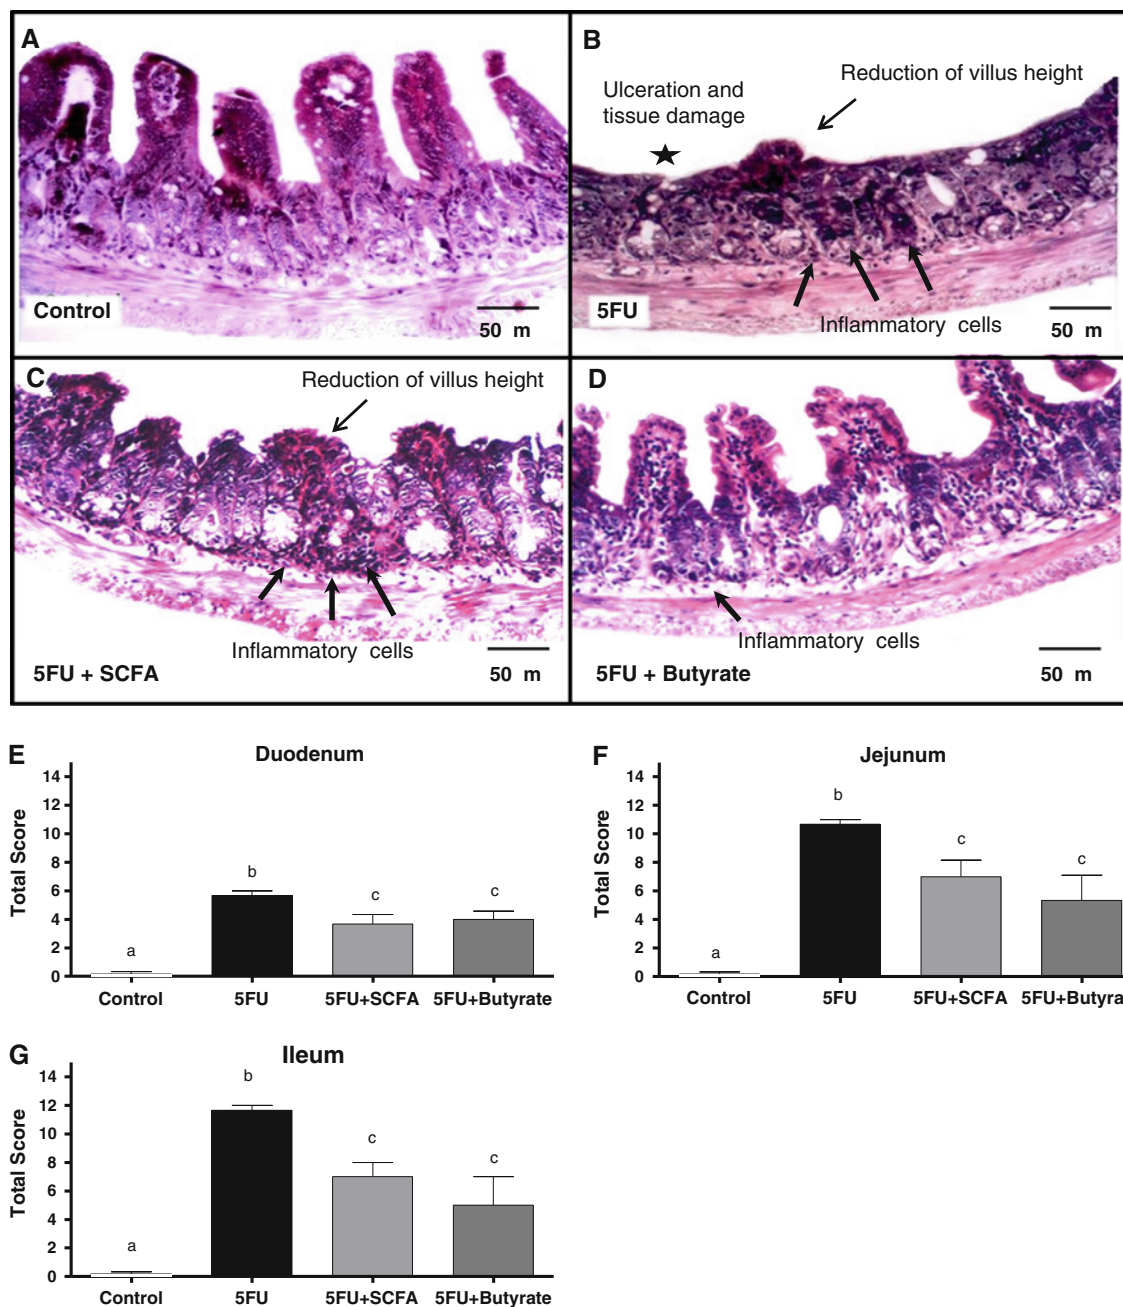 A
Control
50 m
B
Ulceration and
tissue damage
Reduction of villus height
5FU
Inflammatory cells
50 m
C
Reduction of villus height
Inflammatory cells
5FU + SCFA
50 m
D
Inflammatory cells
5FU + Butyrate
50 m
E
Duodenum
Total Score
14
12
10
8
6
4
2
0
a
b
c
c
Control 5FU 5FU+SCFA 5FU+Butyrate
F
Jejunum
Total Score
14
12
10
8
6
4
2
0
a
b
c
c
Control 5FU 5FU+SCFA 5FU+Butyra
G
Ileum
Total Score
14
12
10
8
6
4
2
0
a
b
c
c
Control 5FU 5FU+SCFA 5FU+Butyrate